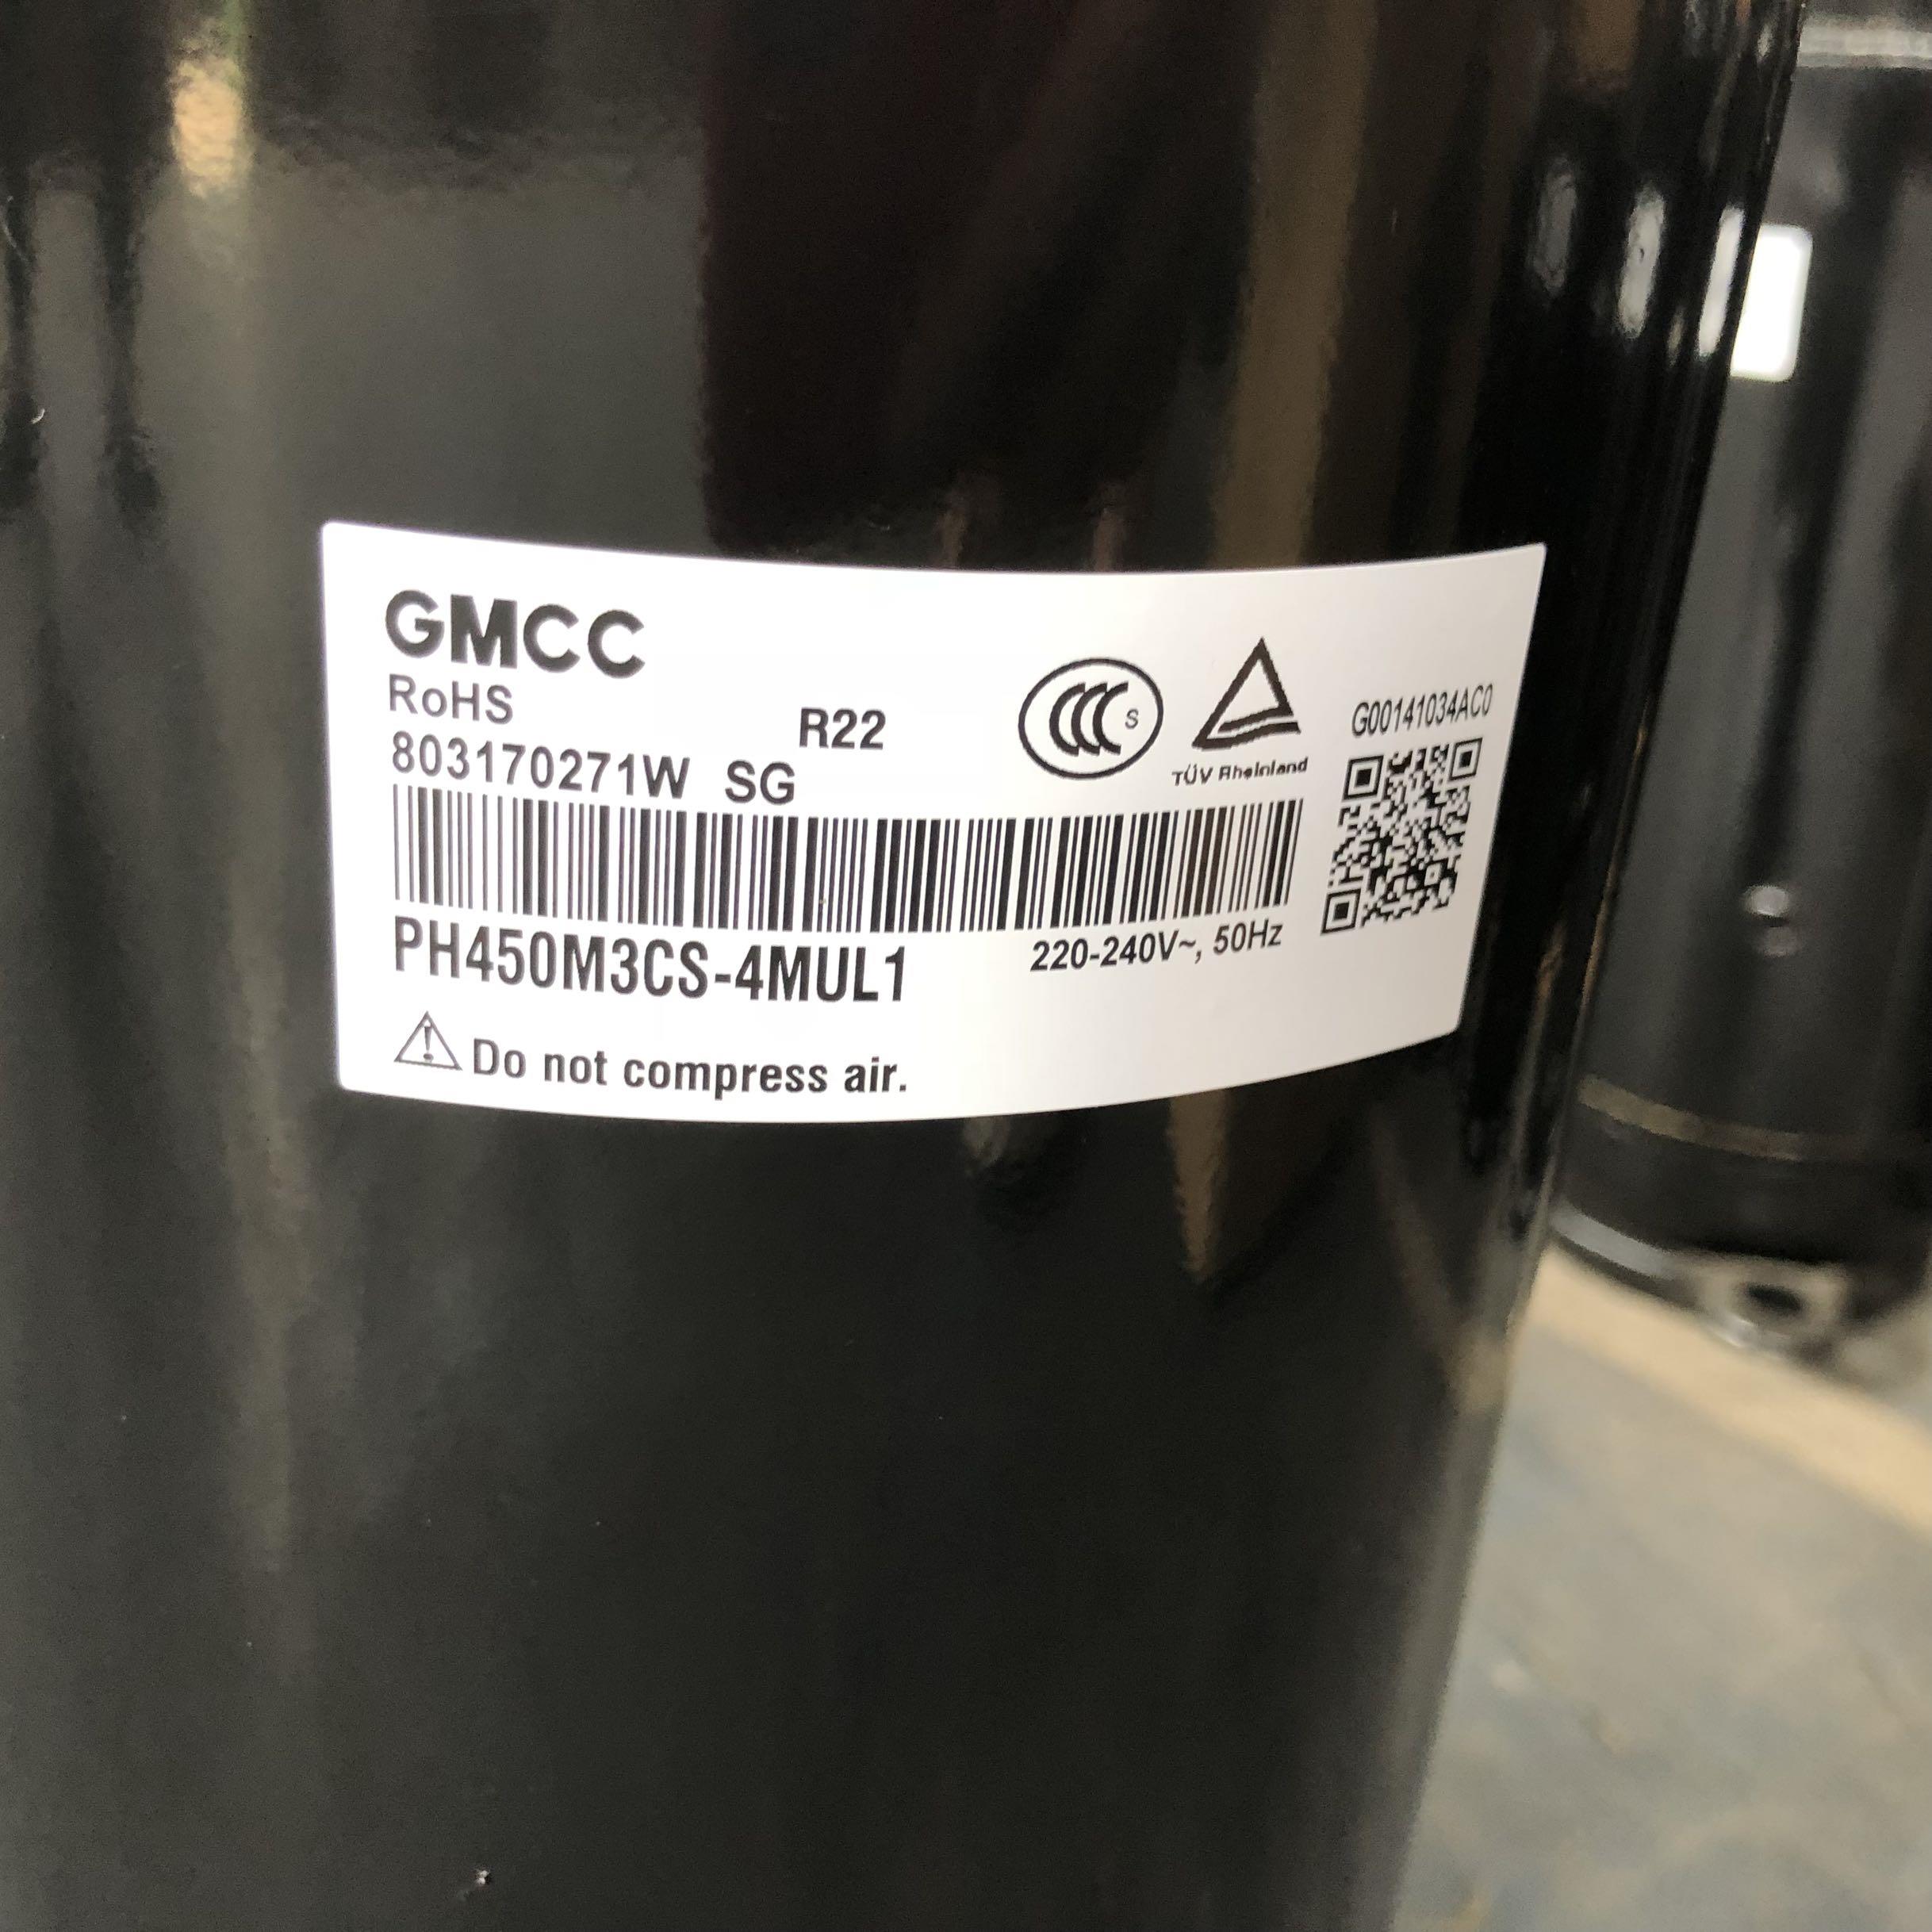 GMCC
RoHS
R22
803170271W SG
S
TÜV Rheinland
G00141034AC0
PH450M3CS-4MUL1
220-240V~, 50Hz
Do not compress air.